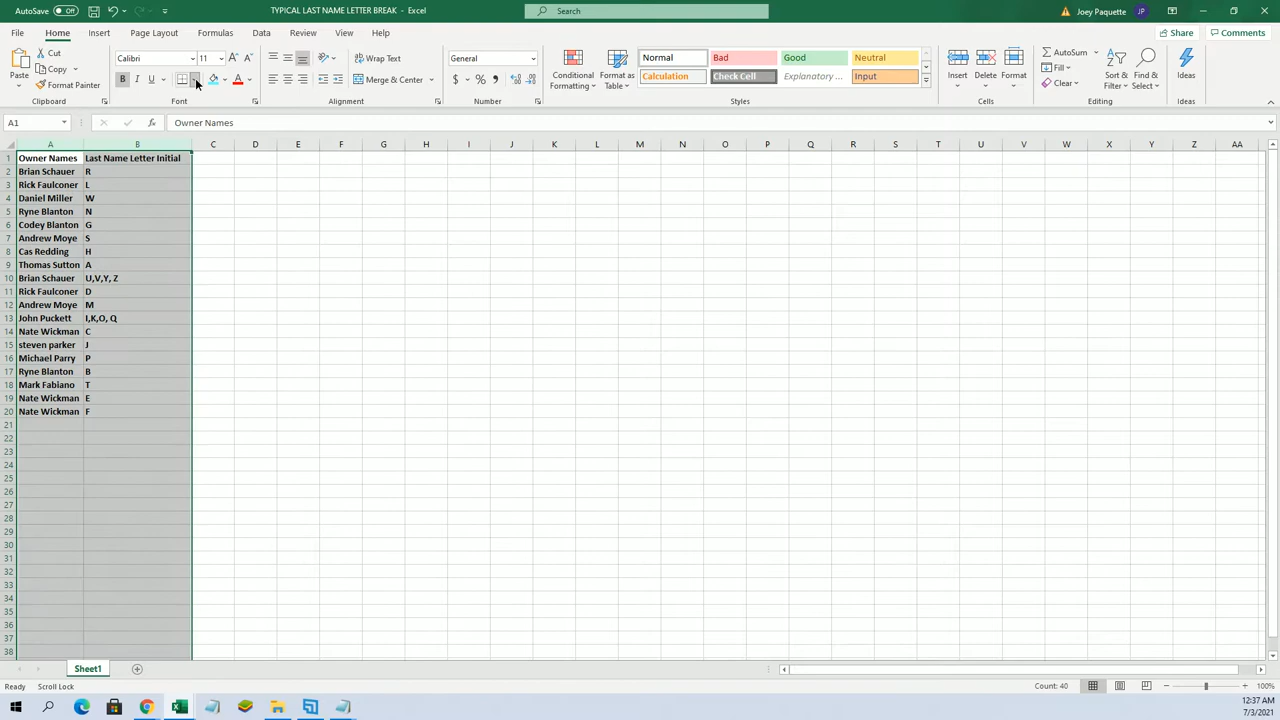 AutoSave Off TYPICAL LAST NAME LETTER BREAK - Excel Search Joey Paquette JP
File Home Insert Page Layout Formulas Data Review View Help Share Comments
Paste Cut Copy Format Painter Clipboard
Calibri 11 B I U A Font
Wrap Text Merge & Center Alignment
General $ % , Number
Conditional Formatting Format as Table
Normal Bad Good Neutral
Calculation Check Cell Explanatory ... Input
Styles
Insert Delete Format Cells
AutoSum Fill Clear Sort & Filter Find & Select Editing
Ideas Ideas
A1 fx Owner Names
A B C D E F G H I J K L M N O P Q R S T U V W X Y Z AA
1 Owner Names Last Name Letter Initial
2 Brian Schauer R
3 Rick Faulconer L
4 Daniel Miller W
5 Ryne Blanton N
6 Codey Blanton G
7 Andrew Moye S
8 Cas Redding H
9 Thomas Sutton A
10 Brian Schauer U,V,Y, Z
11 Rick Faulconer D
12 Andrew Moye M
13 John Puckett I,K,O, Q
14 Nate Wickman C
15 steven parker J
16 Michael Parry P
17 Ryne Blanton B
18 Mark Fabiano T
19 Nate Wickman E
20 Nate Wickman F
21
22
23
24
25
26
27
28
29
30
31
32
33
34
35
36
37
38
Sheet1
Ready Scroll Lock Count: 40 100%
12:37 AM
7/3/2021